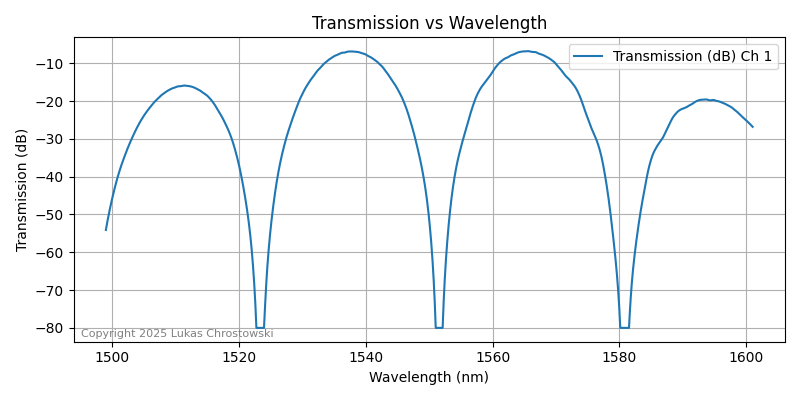 Transmission vs Wavelength
Transmission (dB) Ch 1
Transmission (dB)
−10
−20
−30
−40
−50
−60
−70
−80
Copyright 2025 Lukas Chrostowski
1500 1520 1540 1560 1580 1600
Wavelength (nm)